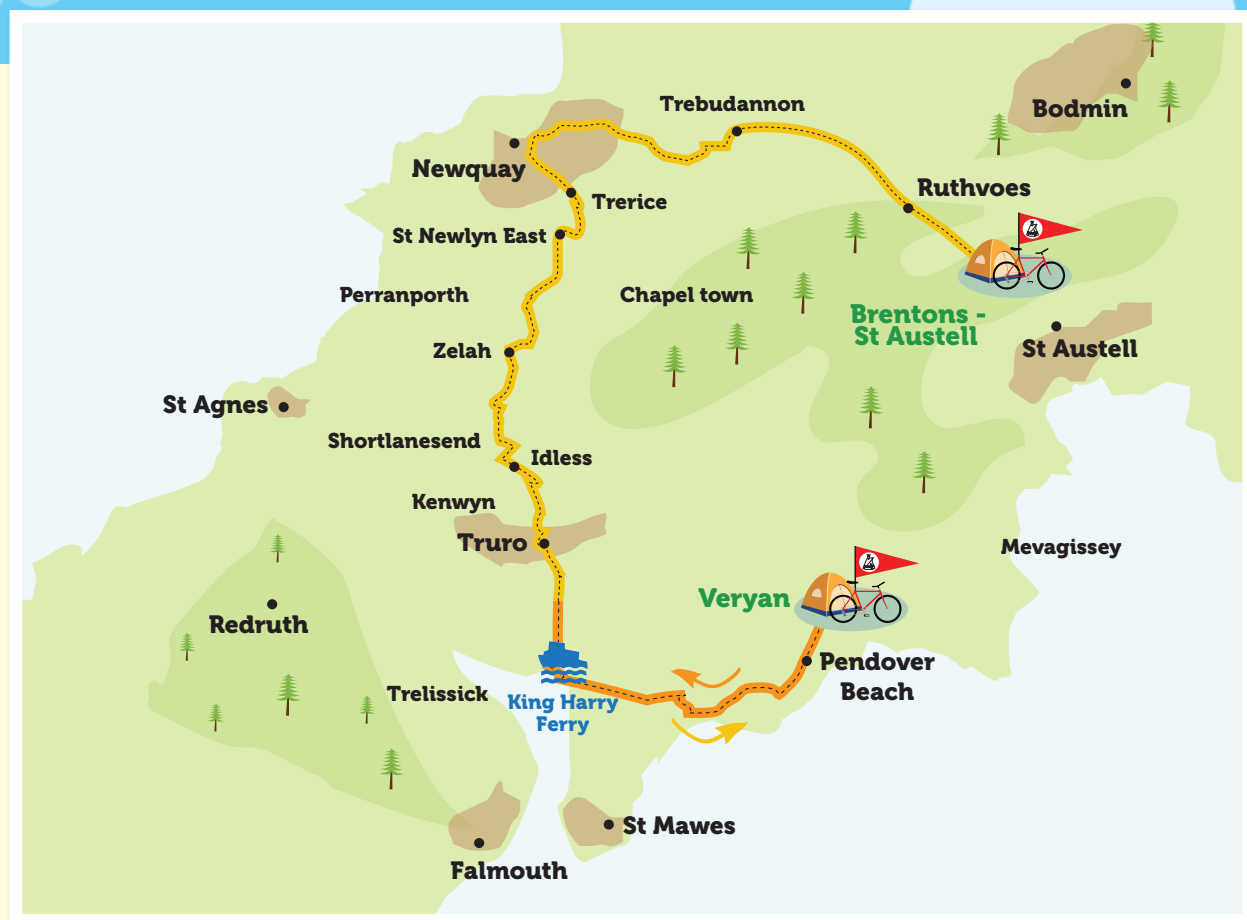 Trebudannon
Bodmin
Newquay
Ruthvoes
Trerice
St Newlyn East
Perranporth
Chapel town
Brentons -
St Austell
St Austell
Zelah
St Agnes
Shortlanesend
Idless
Kenwyn
Truro
Mevagissey
Veryan
Redruth
Pendover
Beach
Trelissick
King Harry
Ferry
St Mawes
Falmouth